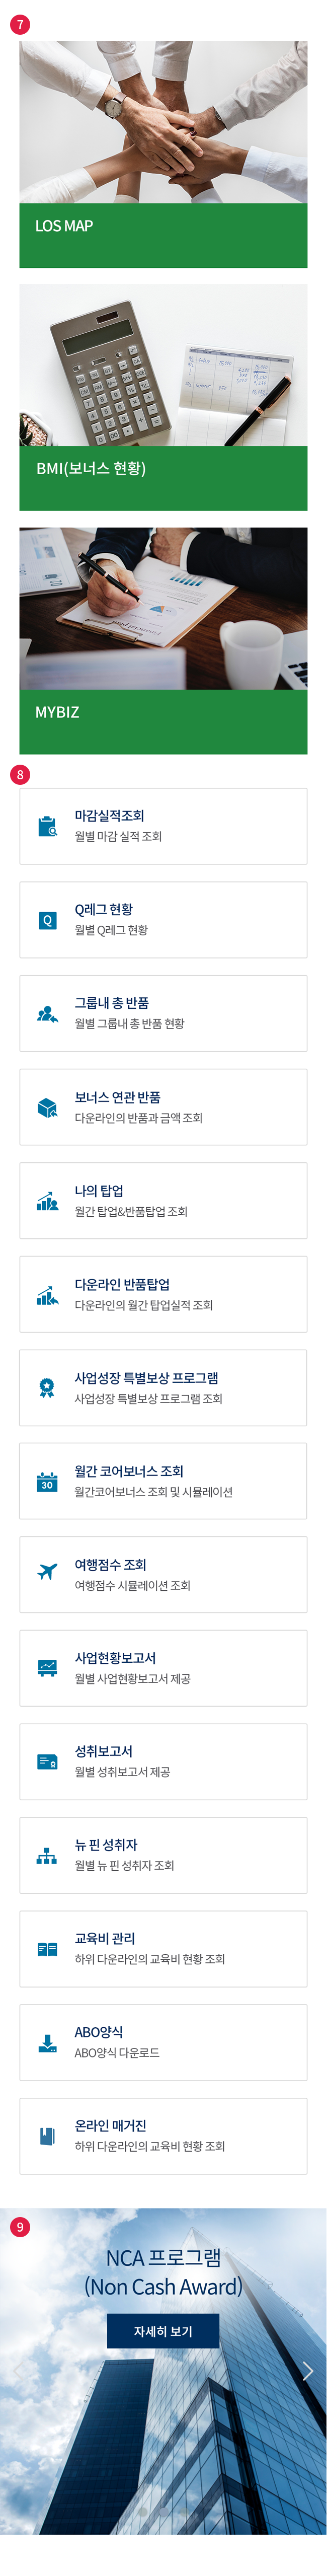 7
LOS MAP
BMI(보너스 현황)
MYBIZ
8
마감실적조회
월별 마감 실적 조회
Q
Q레그 현황
월별 Q레그 현황
그룹내 총 반품
월별 그룹내 총 반품 현황
보너스 연관 반품
다운라인의 반품과 금액 조회
나의 탑업
월간 탑업&반품탑업 조회
다운라인 반품탑업
다운라인의 월간 탑업실적 조회
사업성장 특별보상 프로그램
사업성장 특별보상 프로그램 조회
30
월간 코어보너스 조회
월간코어보너스 조회 및 시뮬레이션
여행점수 조회
여행점수 시뮬레이션 조회
사업현황보고서
월별 사업현황보고서 제공
성취보고서
월별 성취보고서 제공
뉴 핀 성취자
월별 뉴 핀 성취자 조회
교육비 관리
하위 다운라인의 교육비 현황 조회
ABO양식
ABO양식 다운로드
온라인 매거진
하위 다운라인의 교육비 현황 조회
9
NCA 프로그램
(Non Cash Award)
자세히 보기